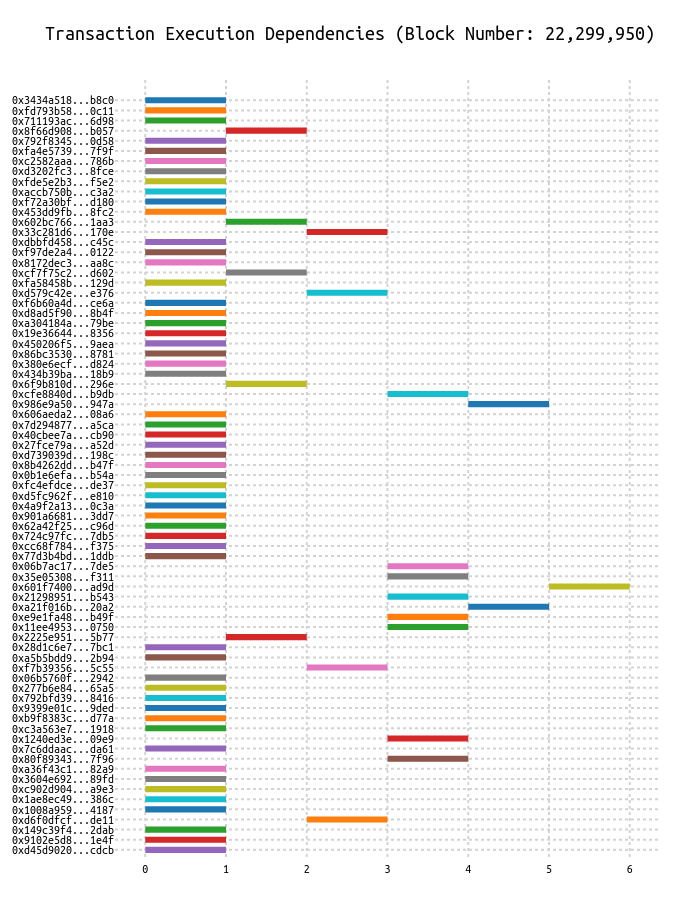 Transaction Execution Dependencies (Block Number: 22,299,950)
0x3434a518...b8c0
0xfd793b58...0c11
0x711193ac...6d98
0x8f66d908...b057
0x792f8345...0d58
0xfa4e5739...7f9f
0xc2582aaa...786b
0xd3202fc3...8fce
0xfde5e2b3...f5e2
0xaccb750b...c3a2
0xf72a30bf...d180
0x453dd9fb...8fc2
0x602bc766...1aa3
0x33c281d6...170e
0xdbbfd458...c45c
0xf97de2a4...0122
0x8172dec3...aa8c
0xcf7f75c2...d602
0xfa58458b...129d
0xd579c42e...e376
0xf6b60a4d...ce6a
0xd8ad5f90...8b4f
0xa304184a...79be
0x19e36644...8356
0x450206f5...9aea
0x86bc3530...8781
0x380e6ecf...d824
0x434b39ba...18b9
0x6f9b810d...296e
0xcfe8840d...b9db
0x986e9a50...947a
0x606aeda2...08a6
0x7d294877...a5ca
0x40cbee7a...cb90
0x27fce79a...a52d
0xd739039d...198c
0x8b4262dd...b47f
0x0b1e6efa...b54a
0xfc4efdce...de37
0xd5fc962f...e810
0x4a9f2a13...0c3a
0x901a6681...3dd7
0x62a42f25...c96d
0x724c97fc...7db5
0xcc68f784...f375
0x77d3b4bd...1ddb
0x06b7ac17...7de5
0x35e05308...f311
0x601f7400...ad9d
0x21298951...b543
0xa21f016b...20a2
0xe9e1fa48...b49f
0x11ee4953...0750
0x2225e951...5b77
0x28d1c6e7...7bc1
0xa5b5bdd9...2b94
0xf7b39356...5c55
0x06b5760f...2942
0x277b6e84...65a5
0x792bfd39...8416
0x9399e01c...9ded
0xb9f8383c...d77a
0xc3a563e7...1918
0x1240ed3e...09e9
0x7c6ddaac...da61
0x80f89343...7f96
0xa36f43c1...82a9
0x3604e692...89fd
0xc902d904...a9e3
0x1ae8ec49...386c
0x1008a959...4187
0xd6f0dfcf...de11
0x149c39f4...2dab
0x9102e5d8...1e4f
0xd45d9020...cdcb
0 1 2 3 4 5 6